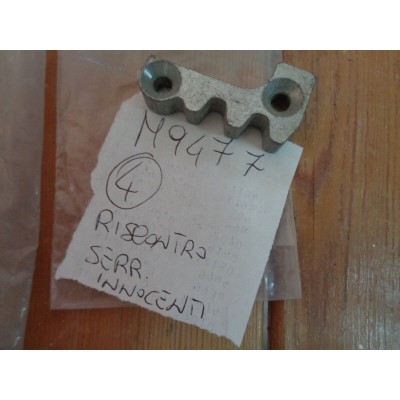 M9477
4
RISCONTRO
SERR.
INNOCENTI